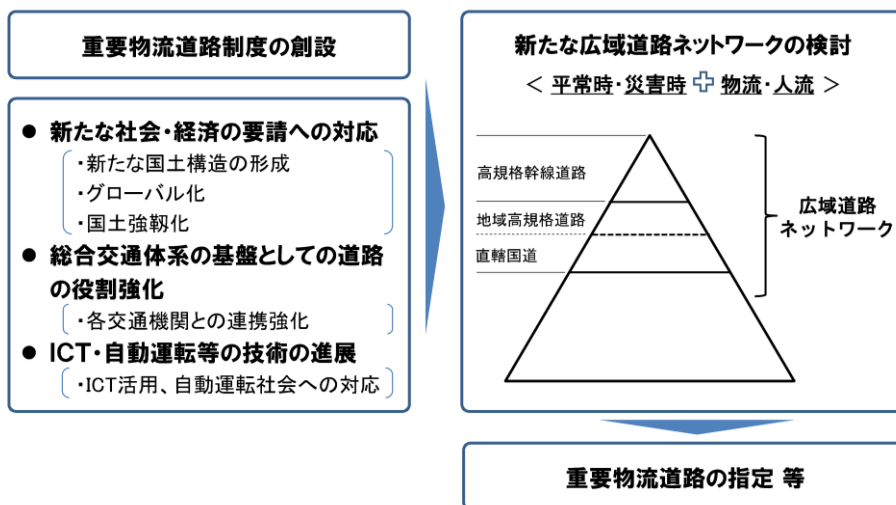 重要物流道路制度の創設
● 新たな社会・経済の要請への対応
・新たな国土構造の形成
・グローバル化
・国土強靱化
● 総合交通体系の基盤としての道路
の役割強化
・各交通機関との連携強化
● ICT・自動運転等の技術の進展
・ICT活用、自動運転社会への対応
新たな広域道路ネットワークの検討
＜ 平常時・災害時 ＋ 物流・人流 ＞
高規格幹線道路
地域高規格道路
直轄国道
広域道路
ネットワーク
重要物流道路の指定 等